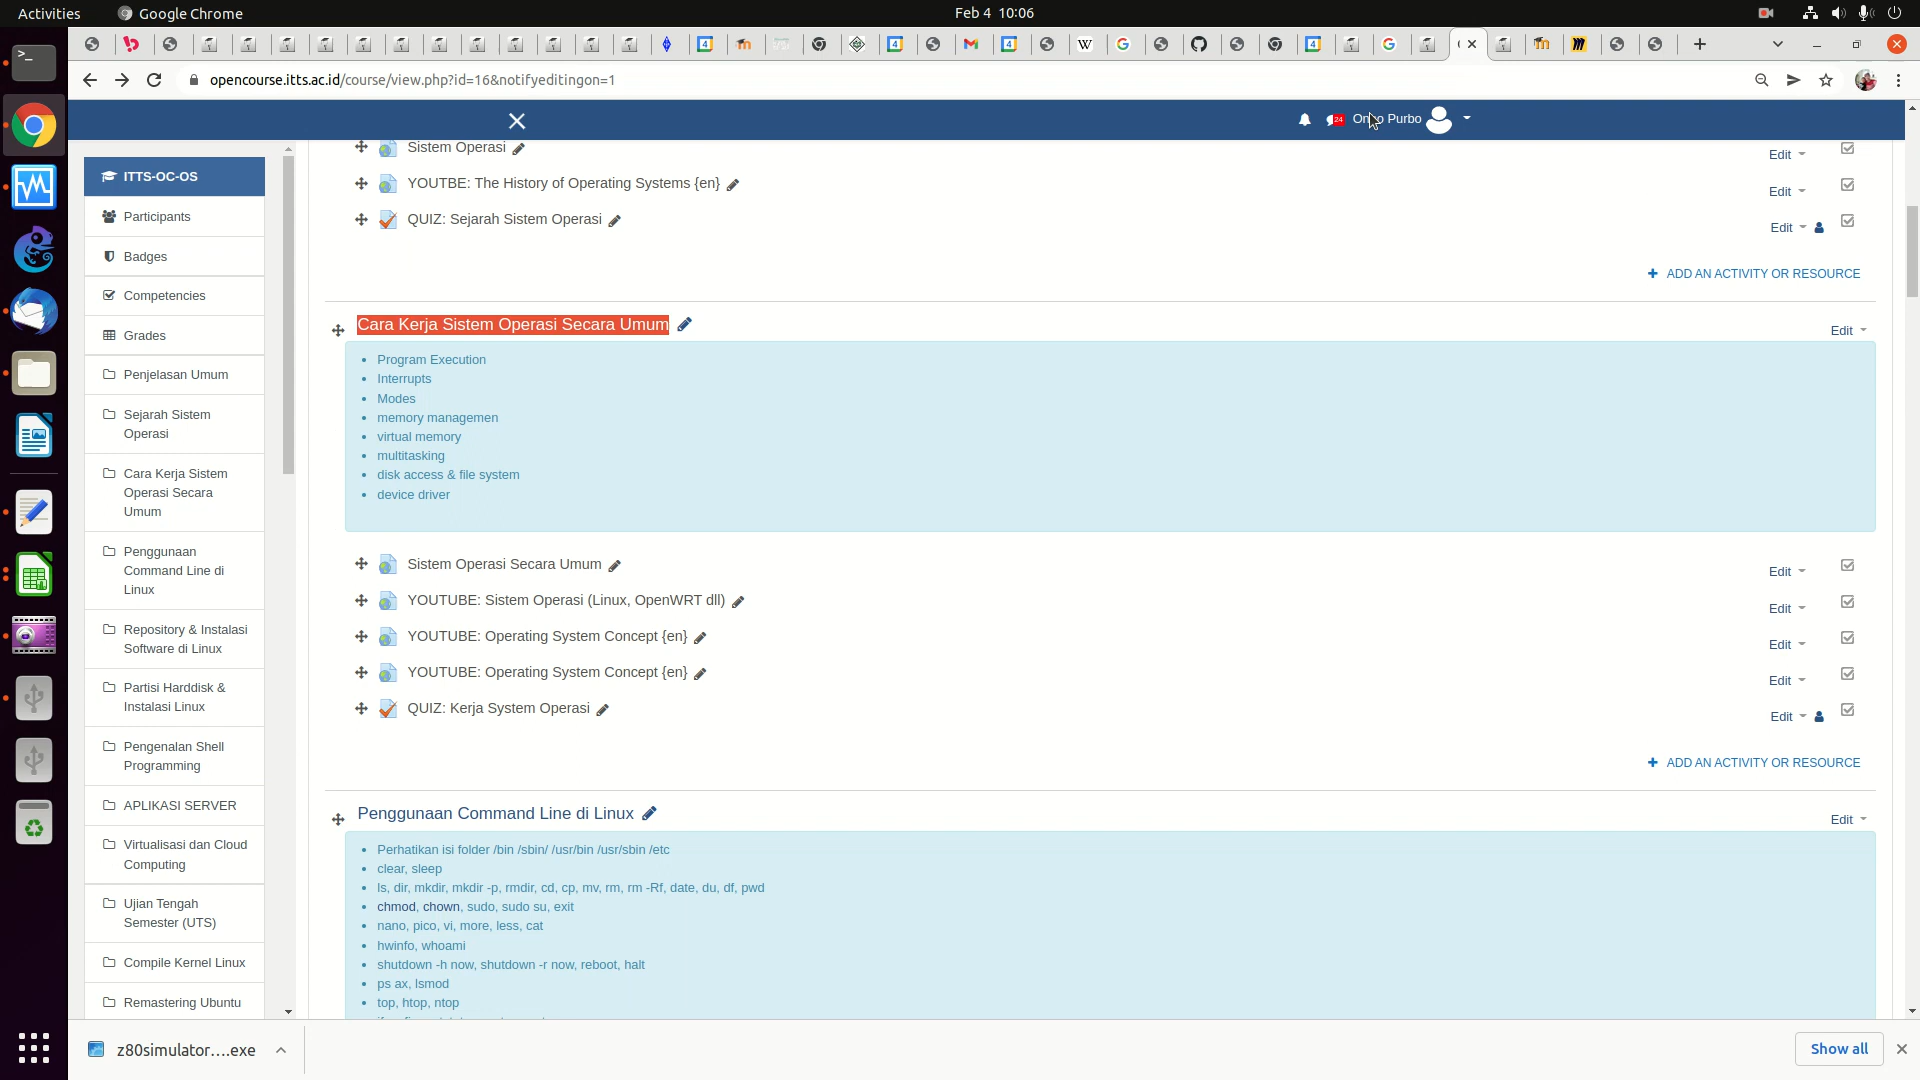 Activities
Google Chrome
Feb 4 10:06
opencourse.itts.ac.id/course/view.php?id=16&notifyeditingon=1
24
Purbo
ITTS-OC-OS
Participants
Badges
Competencies
Grades
Penjelasan Umum
Sejarah Sistem
Operasi
Cara Kerja Sistem
Operasi Secara
Umum
Penggunaan
Command Line di
Linux
Repository & Instalasi
Software di Linux
Partisi Harddisk &
Instalasi Linux
Pengenalan Shell
Programming
APLIKASI SERVER
Virtualisasi dan Cloud
Computing
Ujian Tengah
Semester (UTS)
Compile Kernel Linux
Remastering Ubuntu
Sistem Operasi
Edit
YOUTBE: The History of Operating Systems {en}
Edit
QUIZ: Sejarah Sistem Operasi
Edit
ADD AN ACTIVITY OR RESOURCE
Cara Kerja Sistem Operasi Secara Umum
Edit
Program Execution
Interrupts
Modes
memory managemen
virtual memory
multitasking
disk access & file system
device driver
Sistem Operasi Secara Umum
Edit
YOUTUBE: Sistem Operasi (Linux, OpenWRT dll)
Edit
YOUTUBE: Operating System Concept {en}
Edit
YOUTUBE: Operating System Concept {en}
Edit
QUIZ: Kerja System Operasi
Edit
ADD AN ACTIVITY OR RESOURCE
Penggunaan Command Line di Linux
Edit
Perhatikan isi folder /bin /sbin/ /usr/bin /usr/sbin /etc
clear, sleep
ls, dir, mkdir, mkdir -p, rmdir, cd, cp, mv, rm, rm -Rf, date, du, df, pwd
chmod, chown, sudo, sudo su, exit
nano, pico, vi, more, less, cat
hwinfo, whoami
shutdown -h now, shutdown -r now, reboot, halt
ps ax, lsmod
top, htop, ntop
z80simulator....exe
Show all